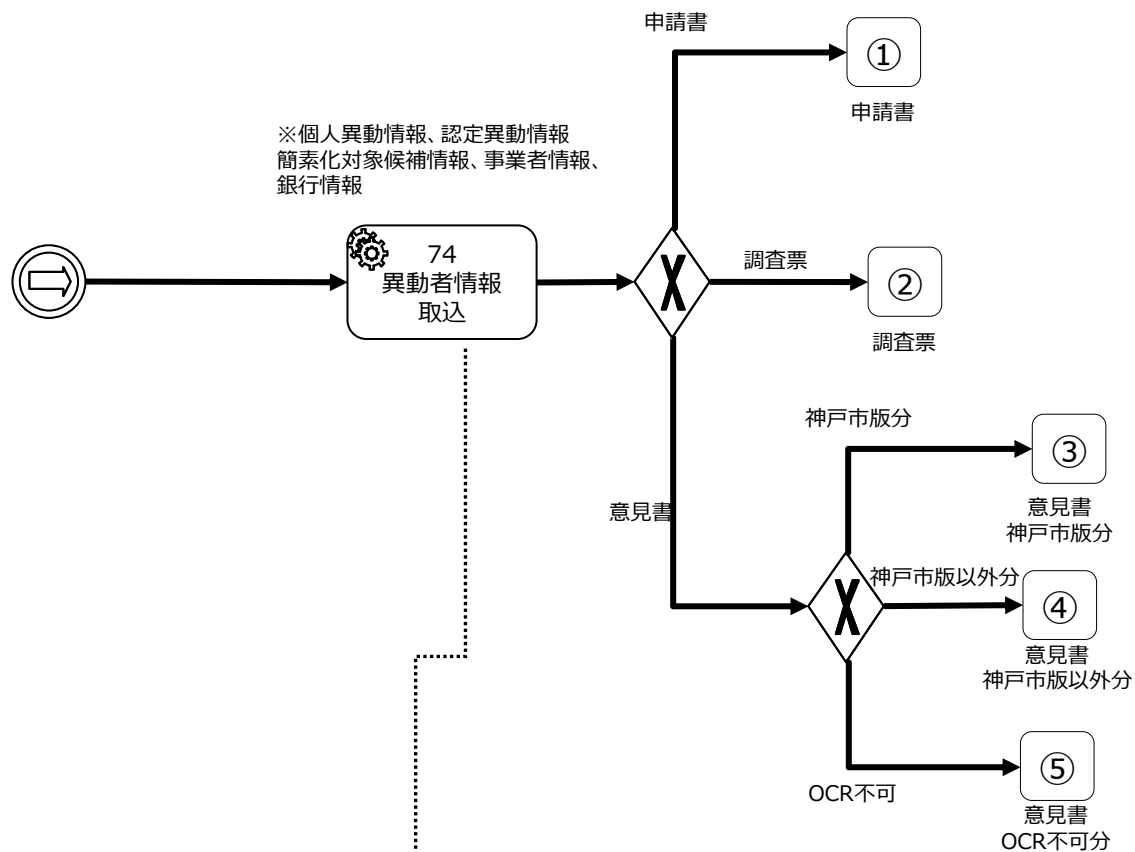 申請書
①
申請書
※個人異動情報、認定異動情報
簡素化対象候補情報、事業者情報、
銀行情報
74
異動者情報
取込
X
調査票
②
調査票
神戸市版分
③
意見書
神戸市版分
意見書
X
神戸市版以外分
④
意見書
神戸市版以外分
OCR不可
⑤
意見書
OCR不可分